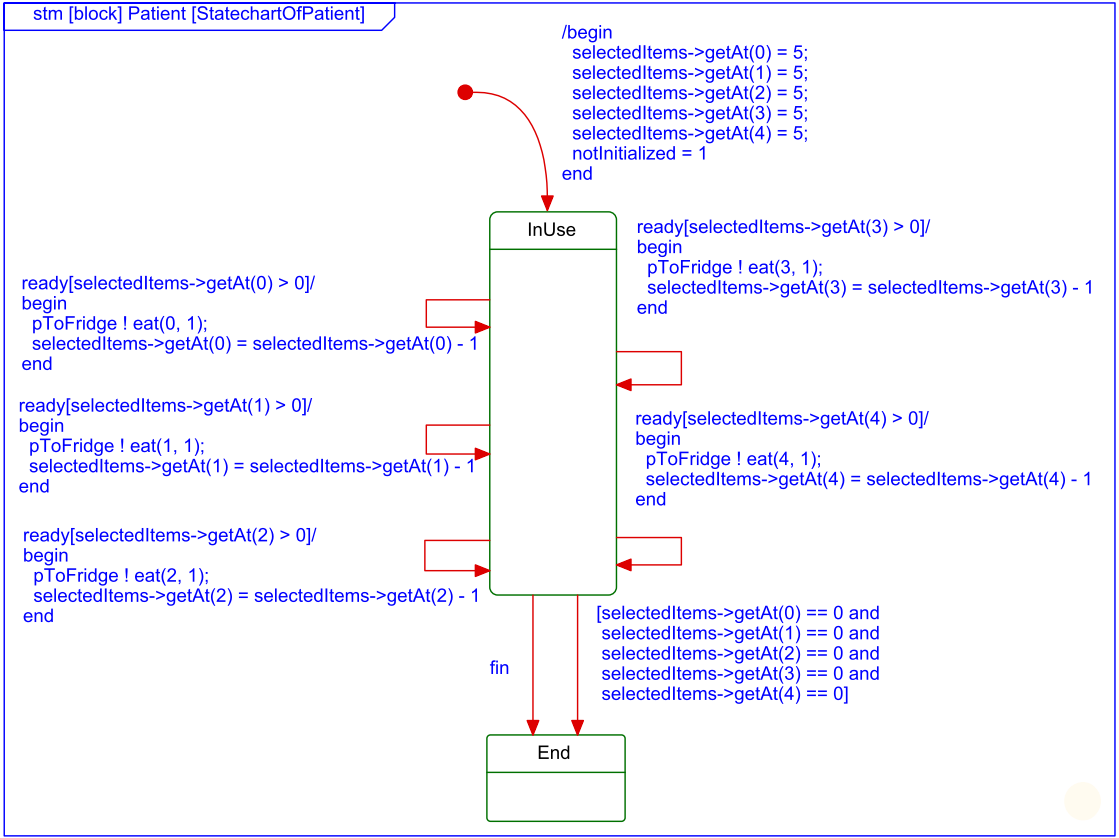 stm [block] Patient [StatechartOfPatient]
/begin
selectedItems->getAt(0) = 5;
selectedItems->getAt(1) = 5;
selectedItems->getAt(2) = 5;
selectedItems->getAt(3) = 5;
selectedItems->getAt(4) = 5;
notInitialized = 1
end
InUse
ready[selectedItems->getAt(3) > 0]/
begin
pToFridge ! eat(3, 1);
selectedItems->getAt(3) = selectedItems->getAt(3) - 1
end
ready[selectedItems->getAt(0) > 0]/
begin
pToFridge ! eat(0, 1);
selectedItems->getAt(0) = selectedItems->getAt(0) - 1
end
ready[selectedItems->getAt(1) > 0]/
begin
pToFridge ! eat(1, 1);
selectedItems->getAt(1) = selectedItems->getAt(1) - 1
end
ready[selectedItems->getAt(4) > 0]/
begin
pToFridge ! eat(4, 1);
selectedItems->getAt(4) = selectedItems->getAt(4) - 1
end
ready[selectedItems->getAt(2) > 0]/
begin
pToFridge ! eat(2, 1);
selectedItems->getAt(2) = selectedItems->getAt(2) - 1
end
[selectedItems->getAt(0) == 0 and
selectedItems->getAt(1) == 0 and
selectedItems->getAt(2) == 0 and
selectedItems->getAt(3) == 0 and
selectedItems->getAt(4) == 0]
fin
End